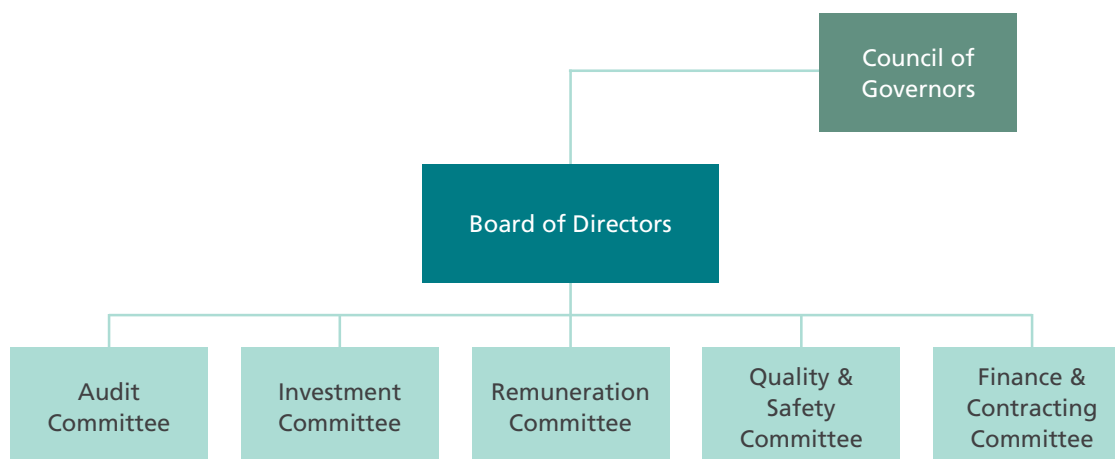 Council of
Governors
Board of Directors
Audit
Committee
Investment
Committee
Remuneration
Committee
Quality &
Safety
Committee
Finance &
Contracting
Committee